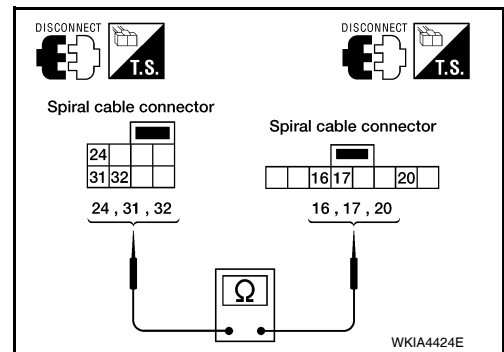 DISCONNECT
T.S.
DISCONNECT
T.S.
Spiral cable connector
24
31 32
24 , 31 , 32
Spiral cable connector
16 17 20
16 , 17 , 20
Ω
WKIA4424E